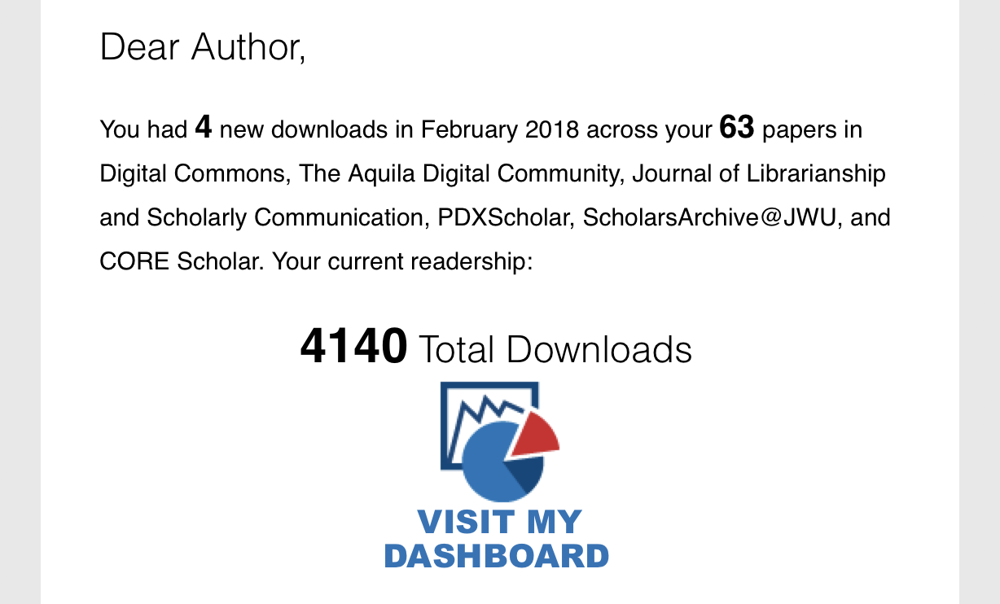 Dear Author,
You had 4 new downloads in February 2018 across your 63 papers in
Digital Commons, The Aquila Digital Community, Journal of Librarianship
and Scholarly Communication, PDXScholar, ScholarsArchive@JWU, and
CORE Scholar. Your current readership:
4140 Total Downloads
VISIT MY
DASHBOARD